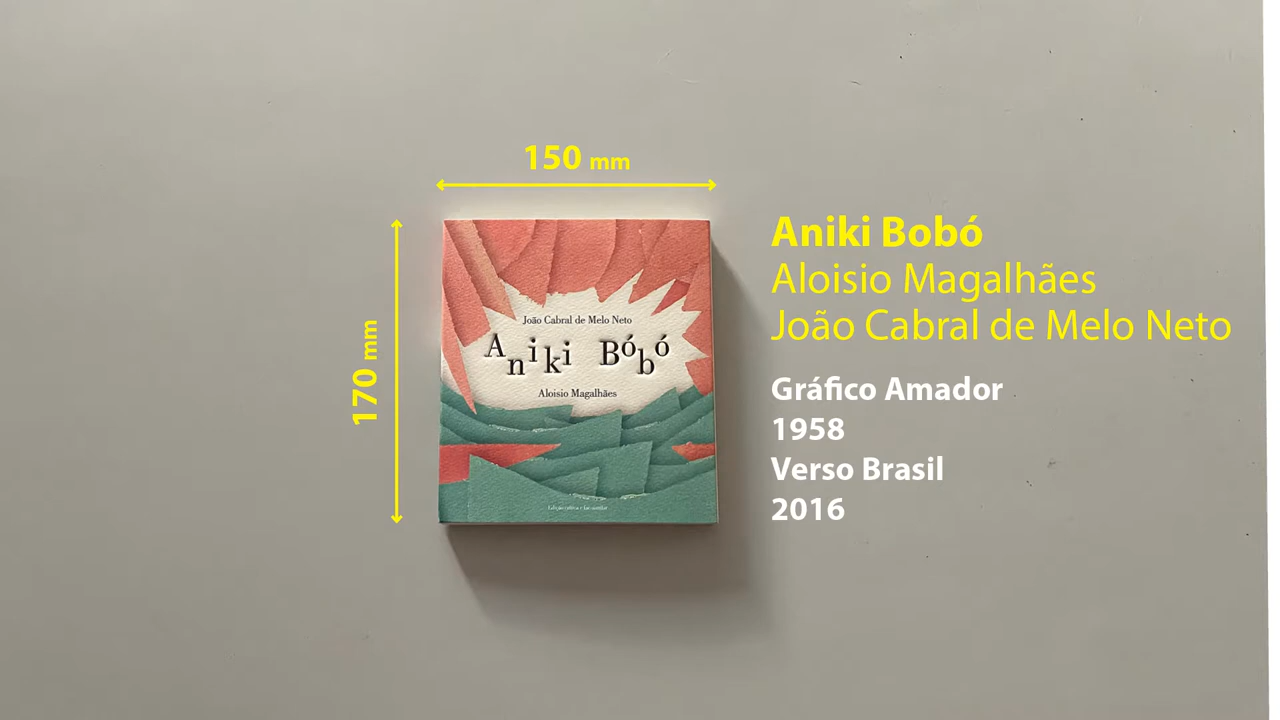 150 mm
170 mm
João Cabral de Melo Neto
Aniki Bóbó
Aloisio Magalhães
Aniki Bobó
Aloisio Magalhães
João Cabral de Melo Neto
Gráfico Amador
1958
Verso Brasil
2016